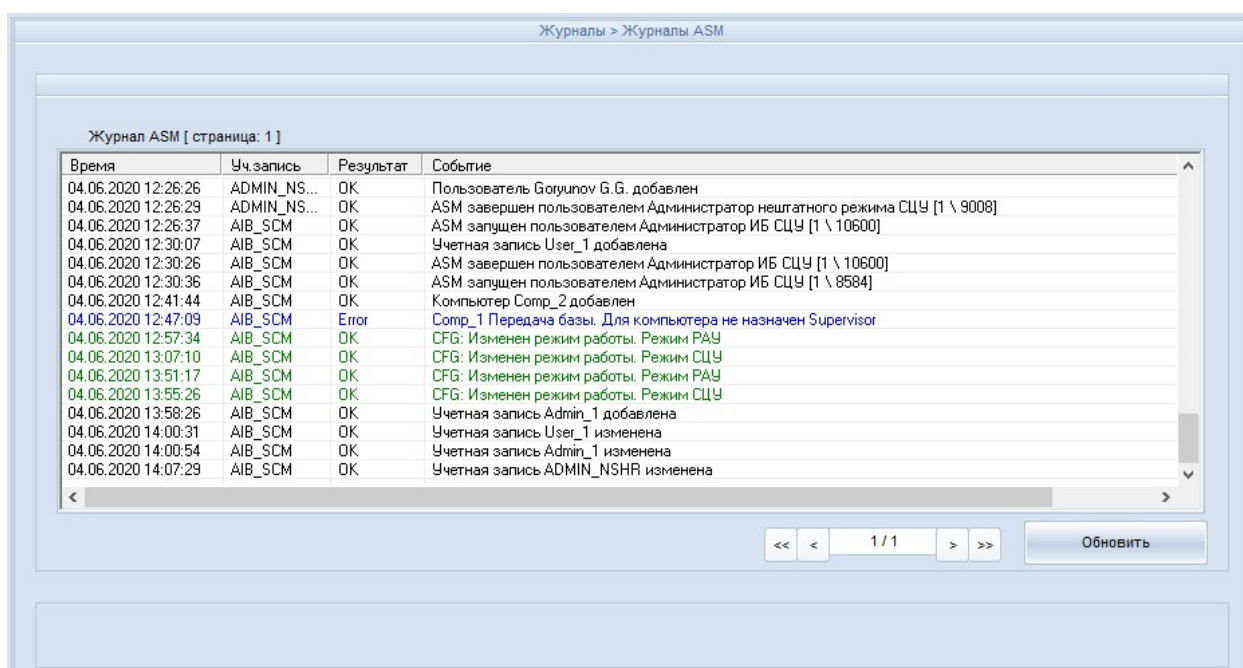 Журналы > Журналы ASM
Журнал ASM [ страница: 1 ]
Время Уч.запись Результат Событие
04.06.2020 12:26:26 ADMIN_NS... OK Пользователь Goryunov G.G. добавлен
04.06.2020 12:26:29 ADMIN_NS... OK ASM завершен пользователем Администратор нештатного режима СЦУ [1 \ 9008]
04.06.2020 12:26:37 AIB_SCM OK ASM запущен пользователем Администратор ИБ СЦУ [1 \ 10600]
04.06.2020 12:30:07 AIB_SCM OK Учетная запись User_1 добавлена
04.06.2020 12:30:26 AIB_SCM OK ASM завершен пользователем Администратор ИБ СЦУ [1 \ 10600]
04.06.2020 12:30:36 AIB_SCM OK ASM запущен пользователем Администратор ИБ СЦУ [1 \ 8584]
04.06.2020 12:41:44 AIB_SCM OK Компьютер Comp_2 добавлен
04.06.2020 12:47:09 AIB_SCM Error Comp_1 Передача базы. Для компьютера не назначен Supervisor
04.06.2020 12:57:34 AIB_SCM OK CFG: Изменен режим работы. Режим РАУ
04.06.2020 13:07:10 AIB_SCM OK CFG: Изменен режим работы. Режим СЦУ
04.06.2020 13:51:17 AIB_SCM OK CFG: Изменен режим работы. Режим РАУ
04.06.2020 13:55:26 AIB_SCM OK CFG: Изменен режим работы. Режим СЦУ
04.06.2020 13:58:26 AIB_SCM OK Учетная запись Admin_1 добавлена
04.06.2020 14:00:31 AIB_SCM OK Учетная запись User_1 изменена
04.06.2020 14:00:54 AIB_SCM OK Учетная запись Admin_1 изменена
04.06.2020 14:07:29 AIB_SCM OK Учетная запись ADMIN_NSHR изменена
<< < 1 / 1 > >> Обновить